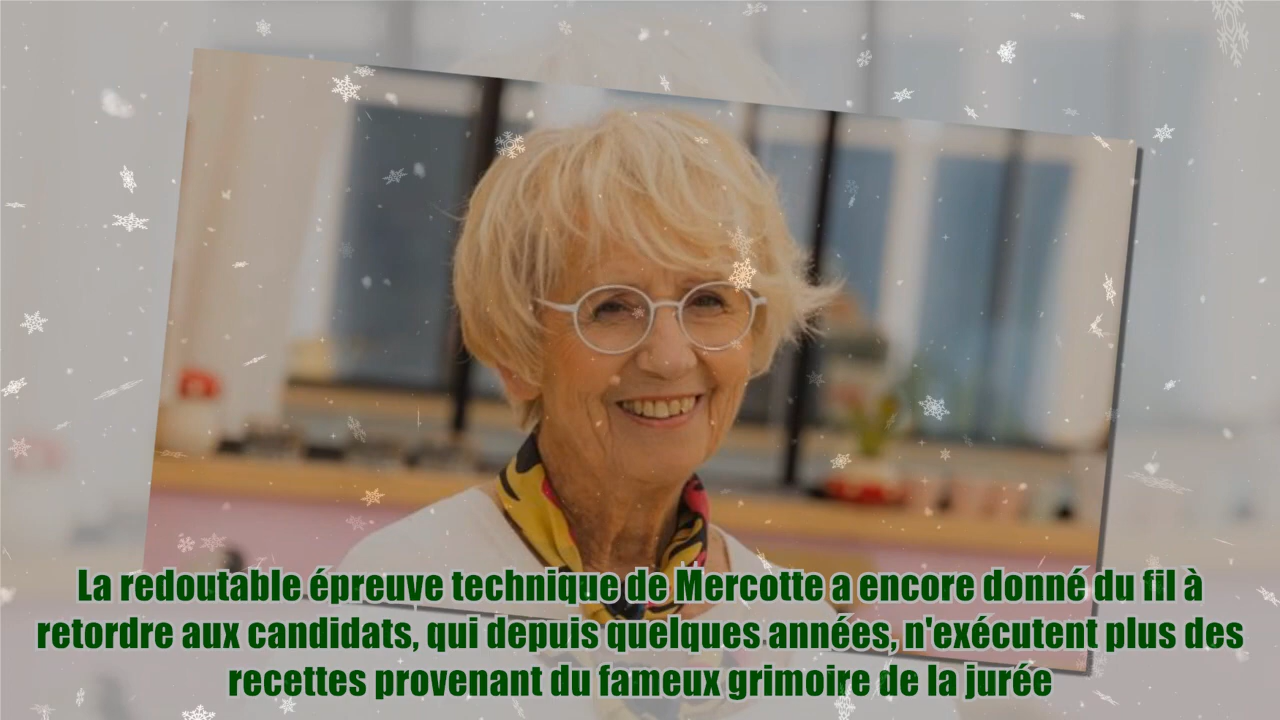 La redoutable épreuve technique de Mercotte a encore donné du fil à
retordre aux candidats, qui depuis quelques années, n'exécutent plus des
recettes provenant du fameux grimoire de la jurée